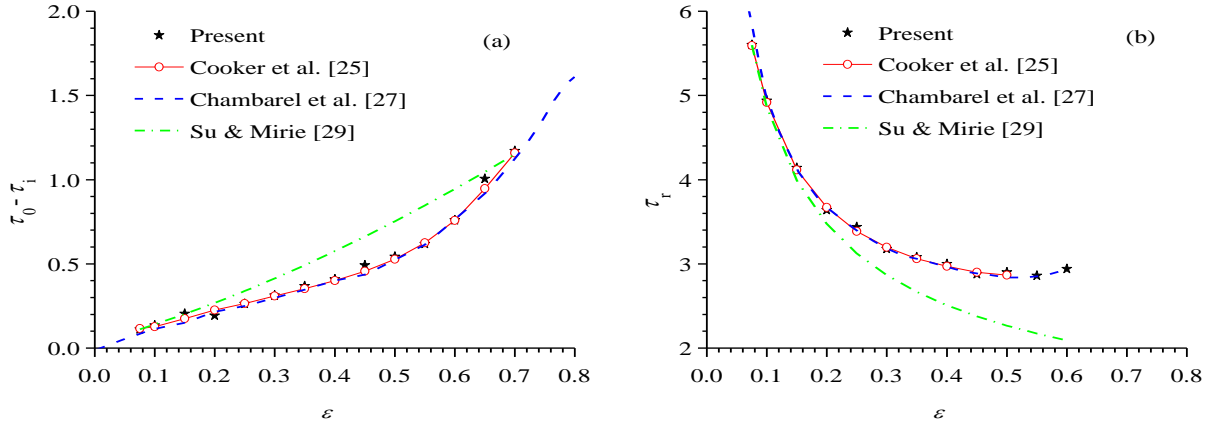 2.0
1.5
1.0
0.5
0.0
0.0 0.1 0.2 0.3 0.4 0.5 0.6 0.7 0.8
τ0 - τi
ε
(a)
Present
Cooker et al. [25]
Chambarel et al. [27]
Su & Mirie [29]
6
5
4
3
2
0.0 0.1 0.2 0.3 0.4 0.5 0.6 0.7 0.8
τr
ε
(b)
Present
Cooker et al. [25]
Chambarel et al. [27]
Su & Mirie [29]